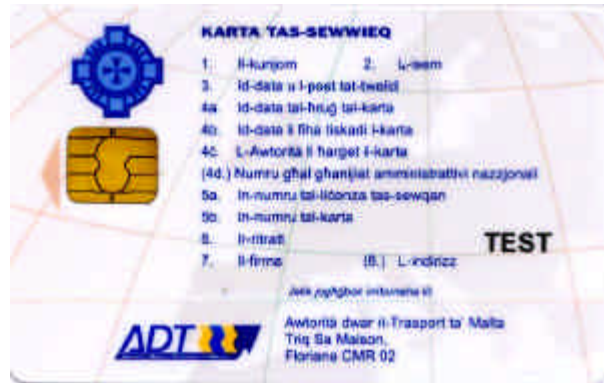 KARTA TAS-SEWWIEQ
1. Il-kunjom 2. L-isem
3. Id-data u l-post tat-twelid
4a Id-data tal-ħruġ tal-karta
4b. Id-data li fiha tiskadi l-karta
4c. L-Awtorità li ħarġet il-karta
(4d.) Numru għal għanijiet amministrattivi nazzjonali
5a. In-numru tal-liċenza tas-sewqan
5b. In-numru tal-karta
6. Ir-ritratt
7. Il-firma (8.) L-indirizz
TEST
Jekk jogħġbok
ADT
Awtorità dwar it-Trasport ta' Malta
Triq Sa Maison,
Floriana CMR 02